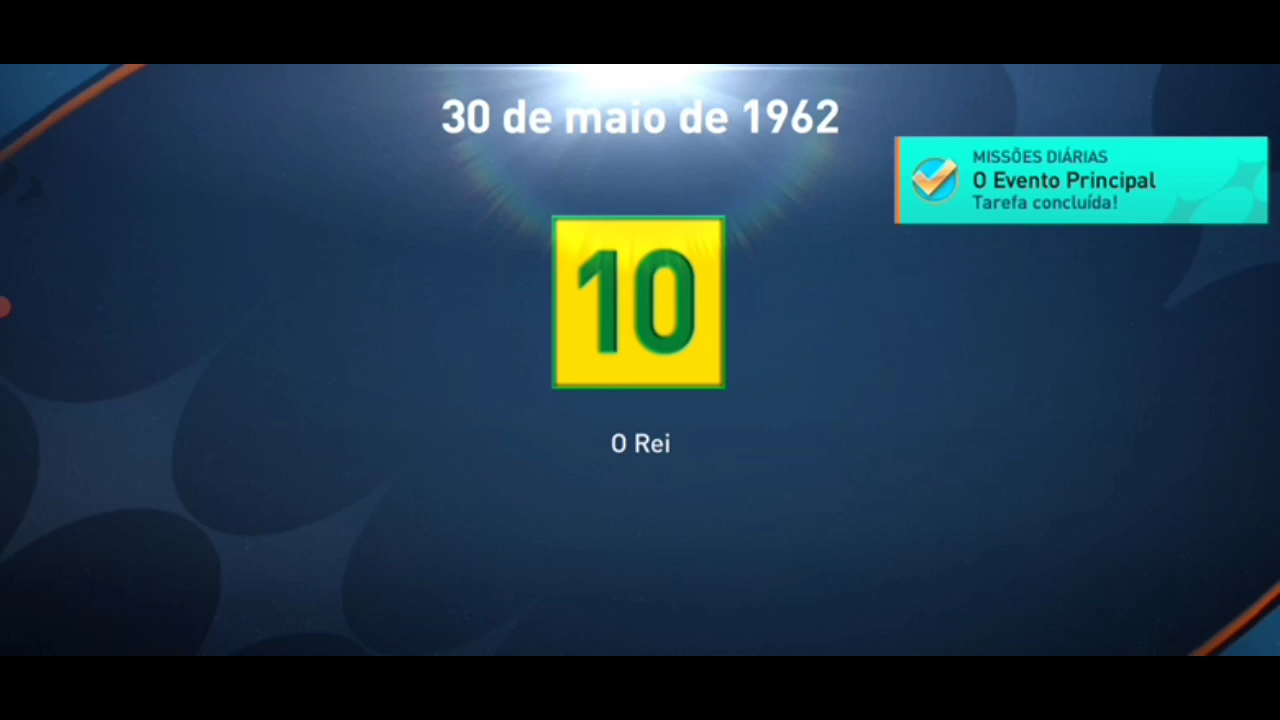 30 de maio de 1962
MISSÕES DIÁRIAS
O Evento Principal
Tarefa concluída!
10
O Rei